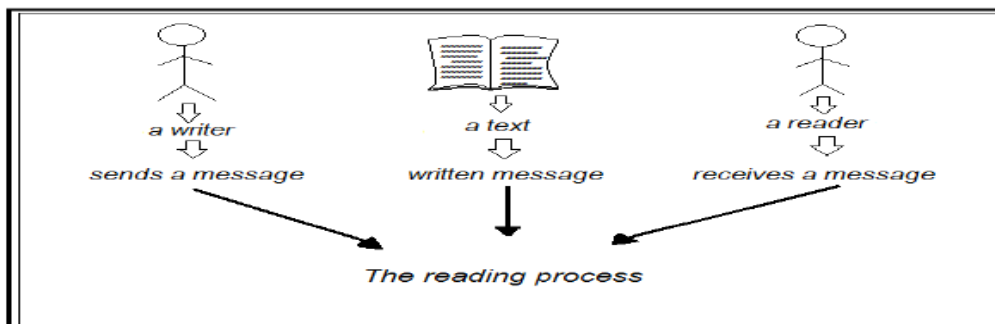 a writer
a text
a reader
sends a message
written message
receives a message
The reading process